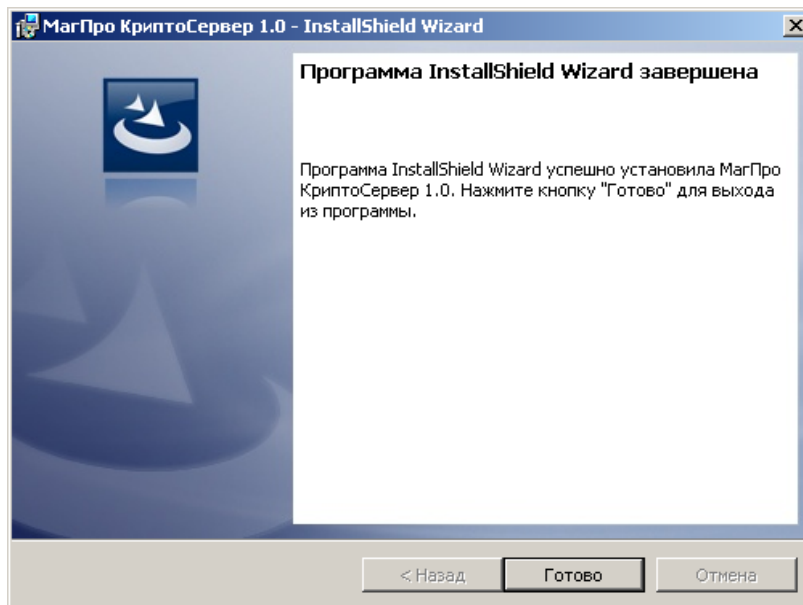 МагПро КриптоСервер 1.0 - InstallShield Wizard
Программа InstallShield Wizard завершена
Программа InstallShield Wizard успешно установила МагПро
КриптоСервер 1.0. Нажмите кнопку "Готово" для выхода
из программы.
< Назад
Готово
Отмена